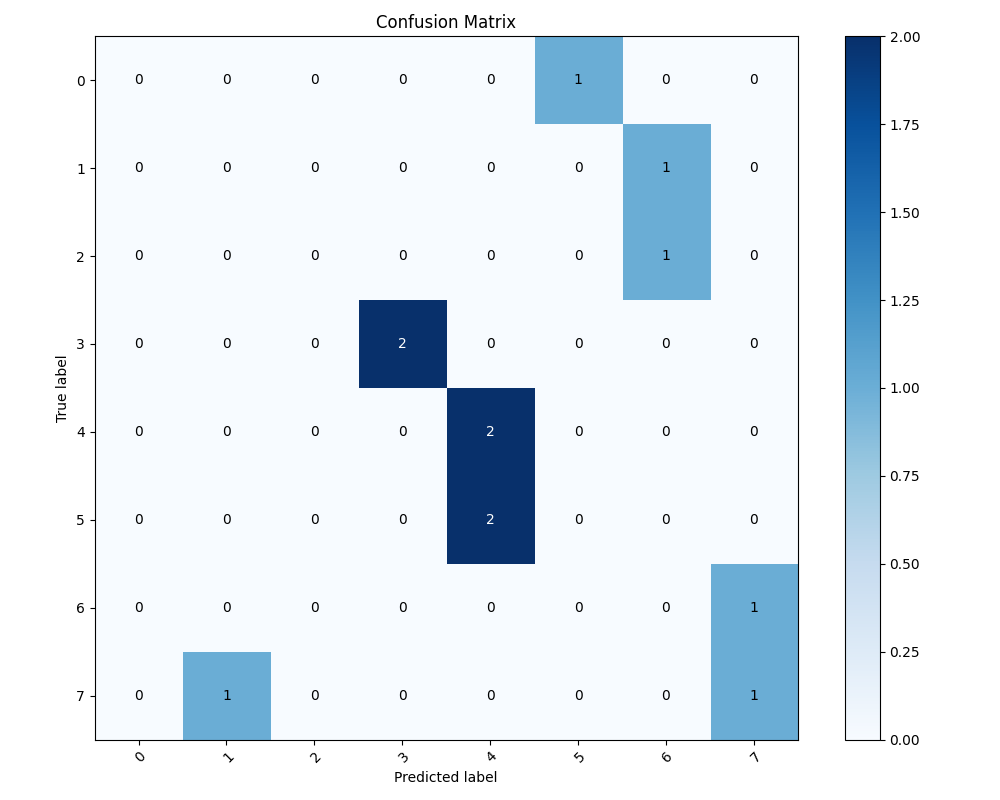 Confusion Matrix
0 0 0 0 0 0 1 0 0
1 0 0 0 0 0 0 1 0
2 0 0 0 0 0 0 1 0
3 0 0 0 2 0 0 0 0
4 0 0 0 0 2 0 0 0
5 0 0 0 0 2 0 0 0
6 0 0 0 0 0 0 0 1
7 0 1 0 0 0 0 0 1
0 1 2 3 4 5 6 7
True label
Predicted label
2.00
1.75
1.50
1.25
1.00
0.75
0.50
0.25
0.00